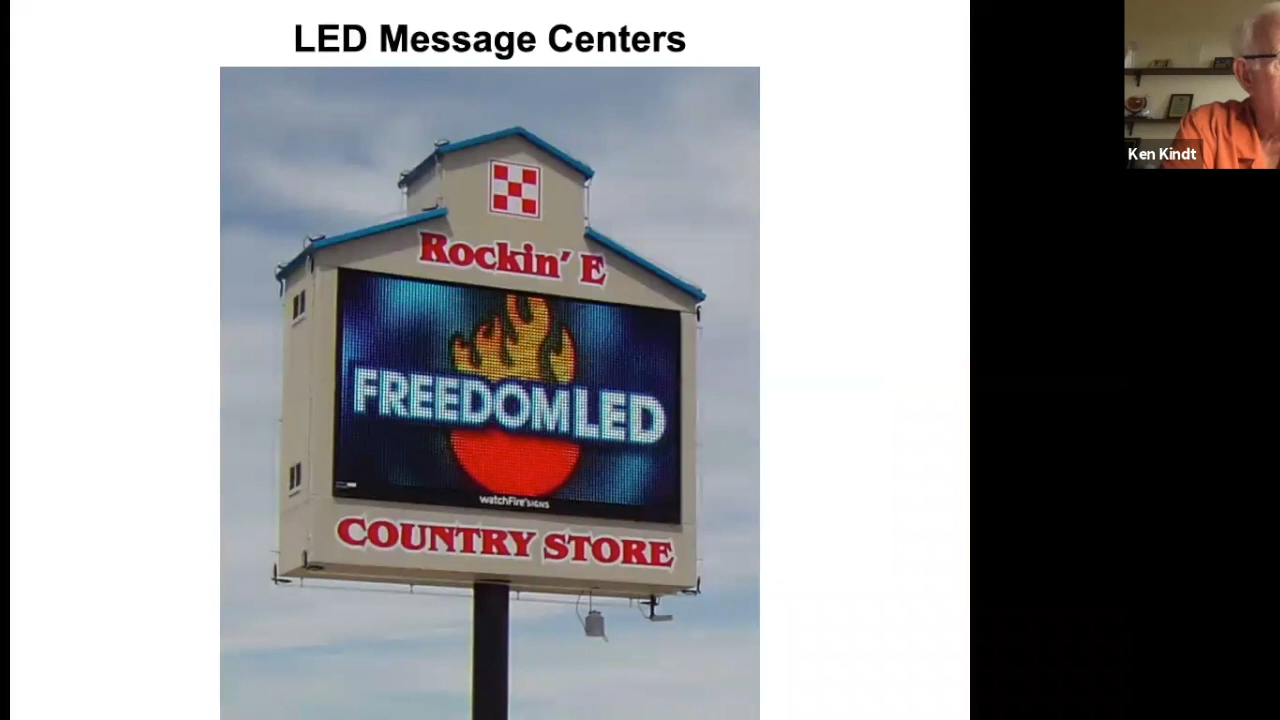 LED Message Centers
Ken Kindt
Rockin' E
FREEDOMLED
watchFire SIGNS
COUNTRY STORE